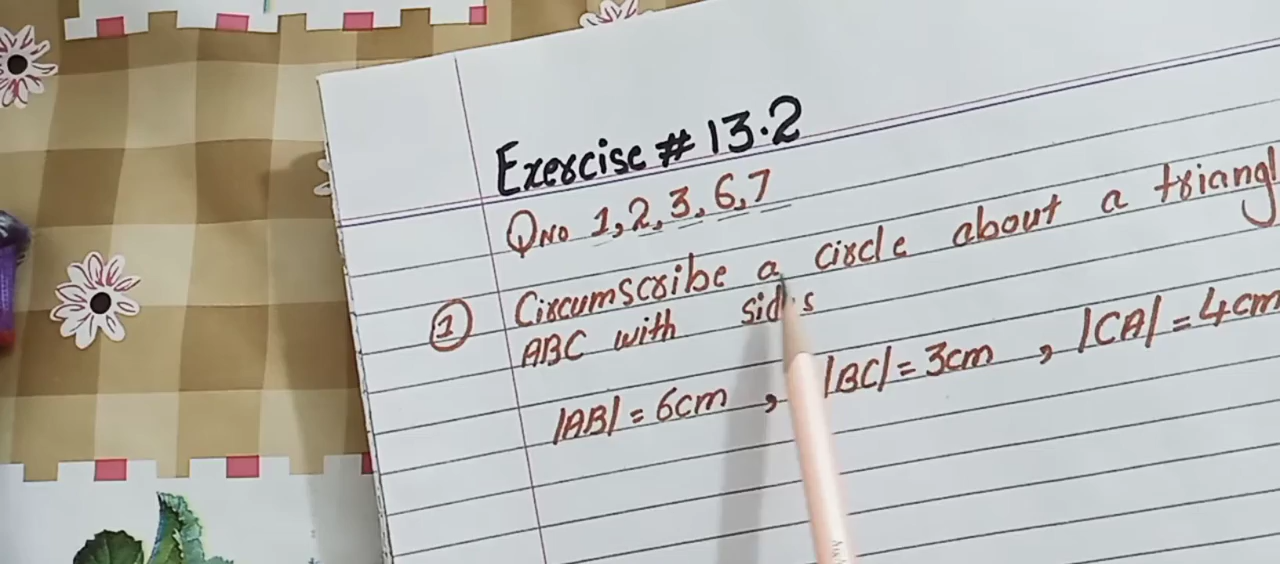 Exercise # 13.2
QNo 1, 2, 3, 6, 7
① Circumscribe a circle about a triangl
ABC with sides
|AB| = 6cm , |BC| = 3cm , |CA| = 4cm